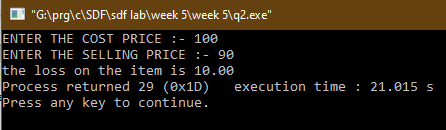 "G:\prg\c\SDF\sdf lab\week 5\week 5\q2.exe"
ENTER THE COST PRICE :- 100
ENTER THE SELLING PRICE :- 90
the loss on the item is 10.00
Process returned 29 (0x1D)   execution time : 21.015 s
Press any key to continue.